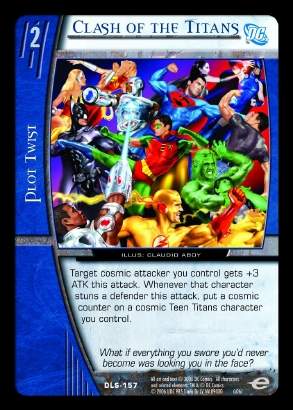 2
CLASH OF THE TITANS
DC
PLOT TWIST
ILLUS: CLAUDIO ABOY
Target cosmic attacker you control gets +3
ATK this attack. Whenever that character
stuns a defender this attack, put a cosmic
counter on a cosmic Teen Titans character
you control.
What if everything you swore you'd never
become was looking you in the face?
DLS-157